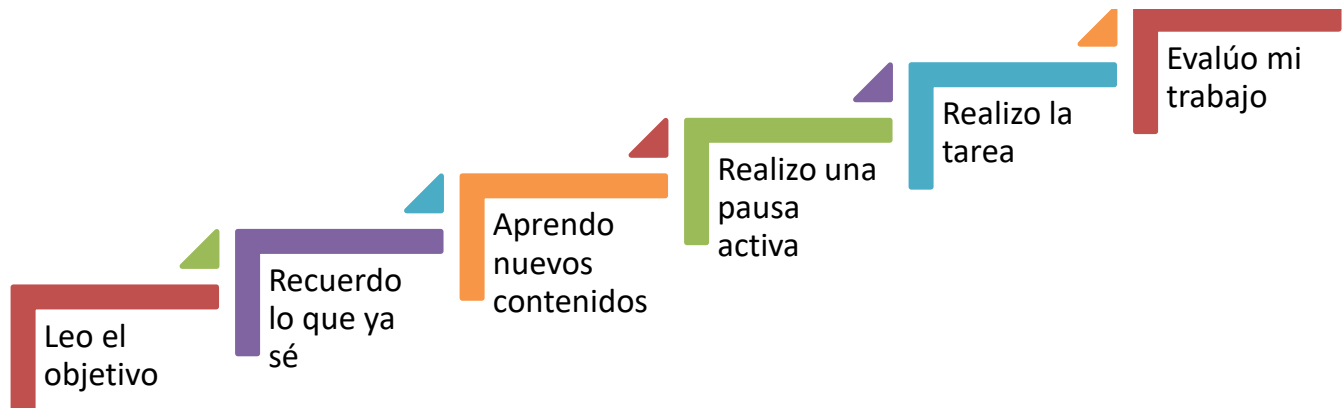 Leo el
objetivo
Recuerdo
lo que ya
sé
Aprendo
nuevos
contenidos
Realizo una
pausa
activa
Realizo la
tarea
Evalúo mi
trabajo